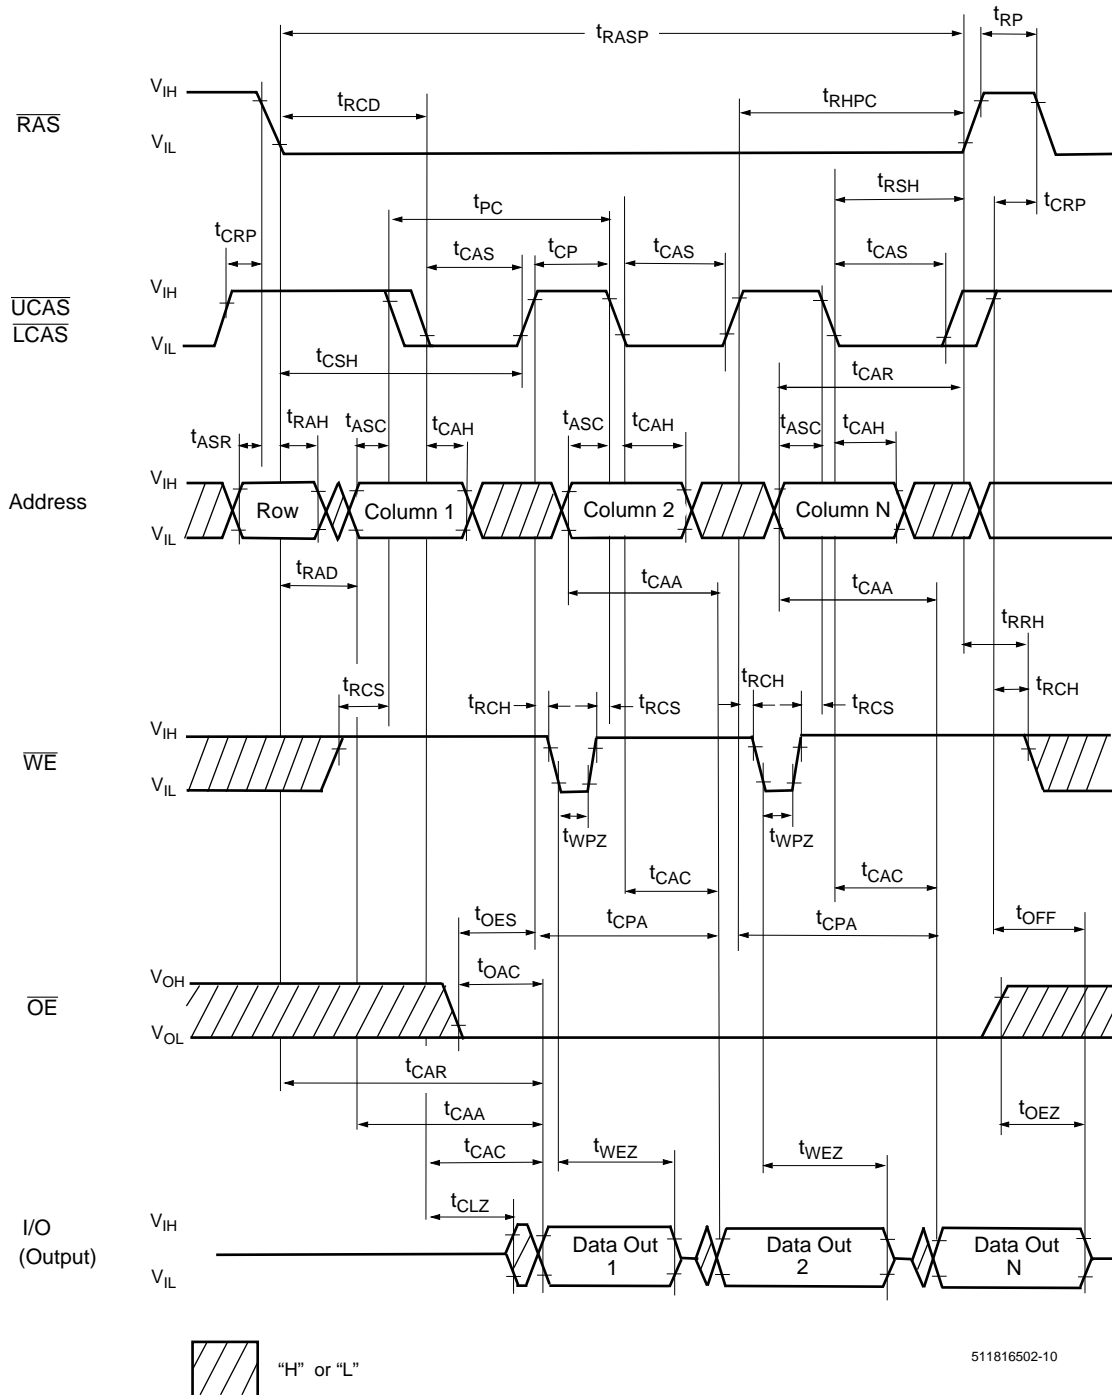 tRASP
tRP
VIH
RAS
VIL
tRCD
tRHPC
tRSH
tCRP
tPC
tCRP
tCAS
tCP
tCAS
tCAS
VIH
UCAS
LCAS
VIL
tCSH
tCAR
tASR
tRAH
tASC
tCAH
tASC
tCAH
tASC
tCAH
VIH
Address
Row
Column 1
Column 2
Column N
VIL
tRAD
tCAA
tCAA
tRRH
tRCS
tRCH
tRCS
tRCH
tRCS
tRCH
VIH
WE
VIL
tWPZ
tWPZ
tCAC
tCAC
tOES
tCPA
tCPA
tOFF
tOAC
VOH
OE
VOL
tCAR
tCAA
tOEZ
tCAC
tWEZ
tWEZ
tCLZ
VIH
I/O
(Output)
VIL
Data Out
1
Data Out
2
Data Out
N
“H” or “L”
511816502-10